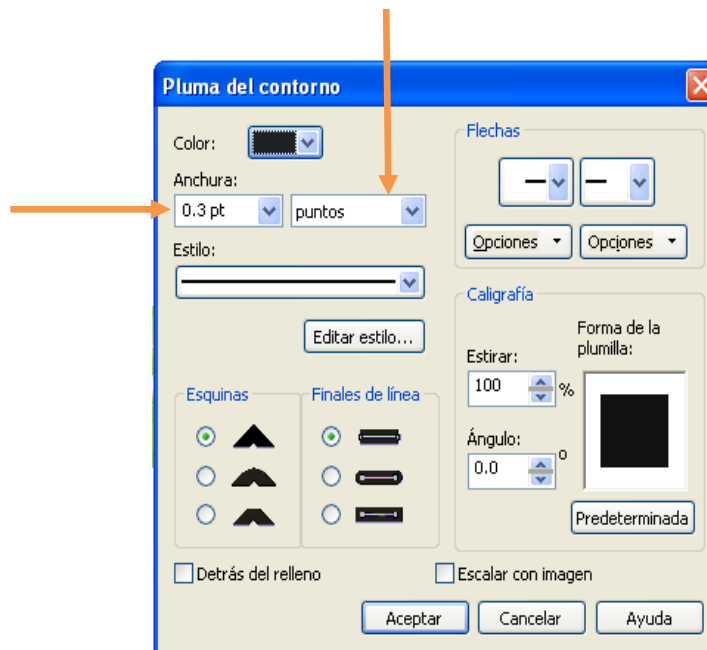 Pluma del contorno
Color:
Anchura:
0.3 pt
puntos
Estilo:
Editar estilo...
Esquinas
Finales de línea
Flechas
Opciones
Opciones
Caligrafía
Estirar:
100
%
Ángulo:
0.0
º
Forma de la
plumilla:
Predeterminada
Detrás del relleno
Escalar con imagen
Aceptar
Cancelar
Ayuda